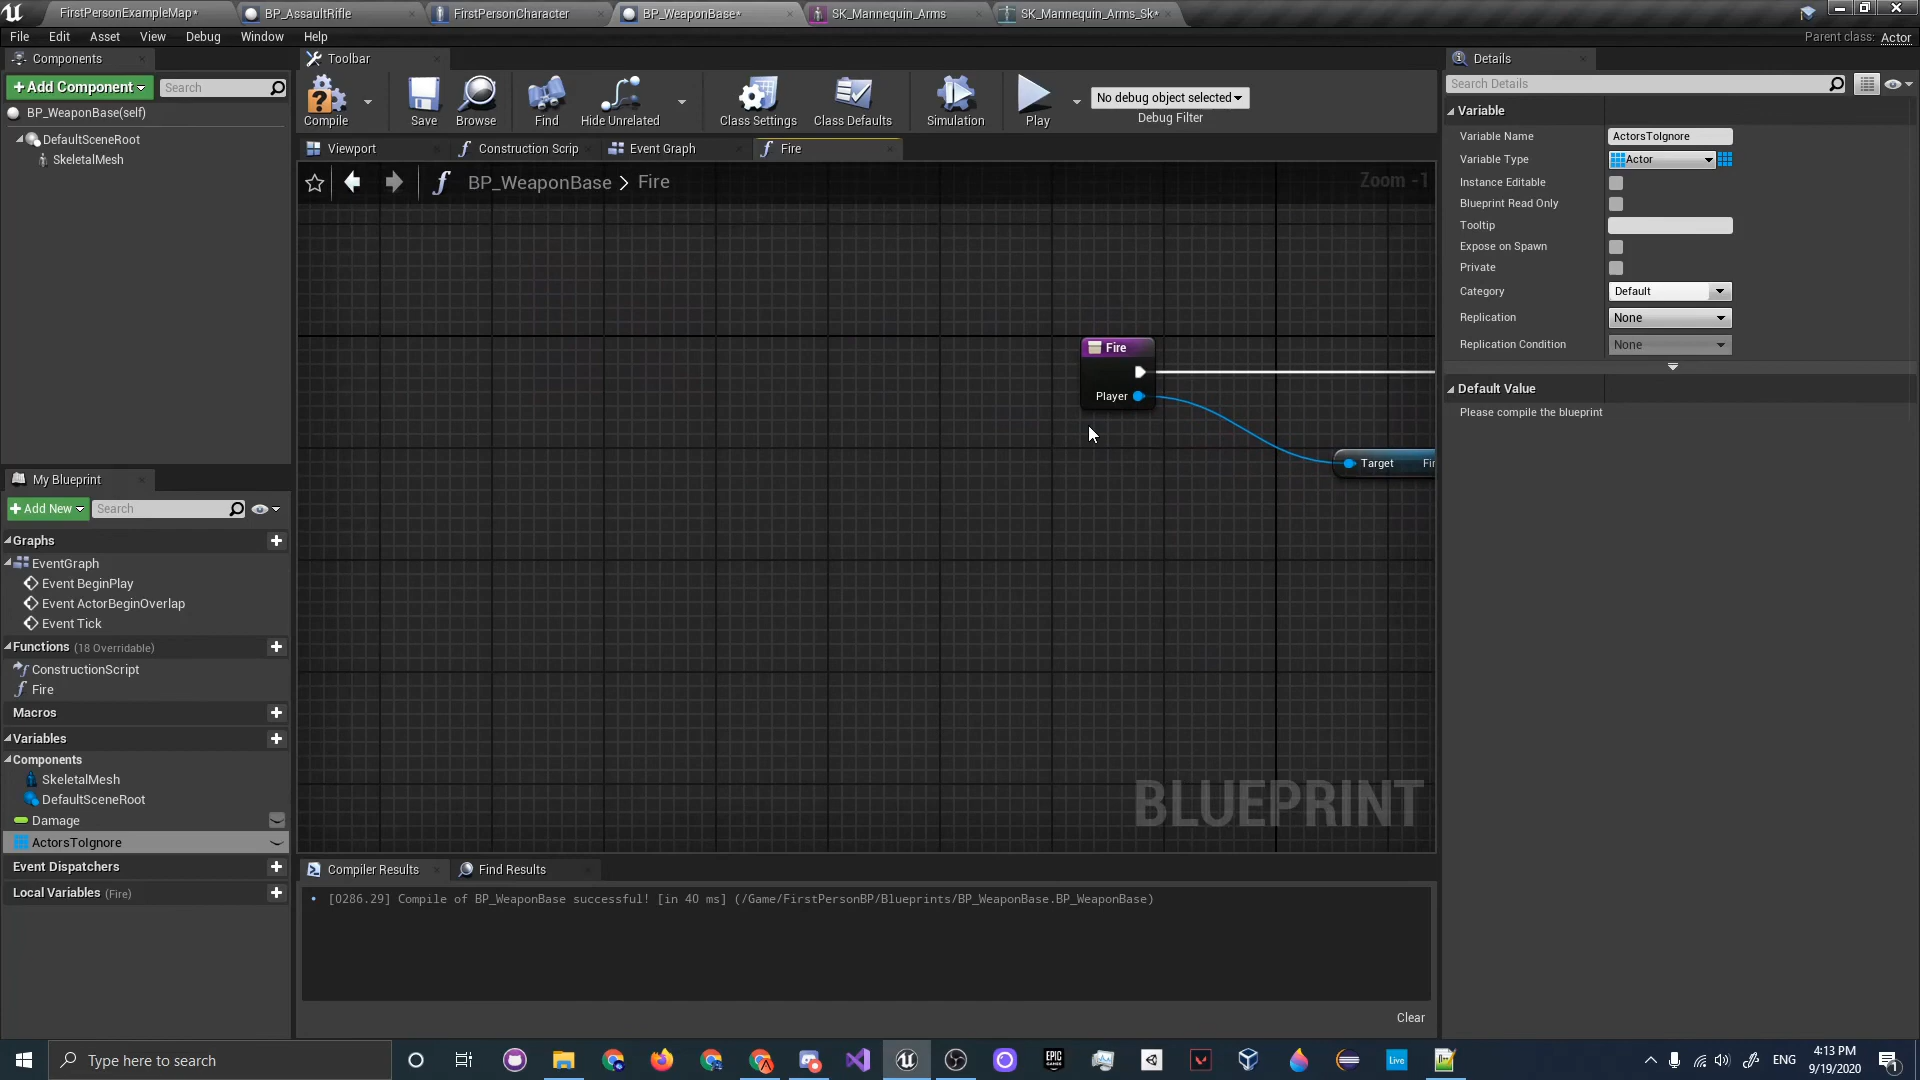 FirstPersonExampleMap*
BP_AssaultRifle
FirstPersonCharacter
BP_WeaponBase*
SK_Mannequin_Arms
SK_Mannequin_Arms_Sk*
File Edit Asset View Debug Window Help
Parent class: Actor
Components
+Add Component
Search
BP_WeaponBase(self)
DefaultSceneRoot
SkeletalMesh
Toolbar
Compile
Save
Browse
Find
Hide Unrelated
Class Settings
Class Defaults
Simulation
Play
No debug object selected
Debug Filter
Viewport
Construction Scrip
Event Graph
Fire
BP_WeaponBase > Fire
Zoom -1
Fire
Player
Target
Fir
BLUEPRINT
My Blueprint
+Add New
Search
Graphs
EventGraph
Event BeginPlay
Event ActorBeginOverlap
Event Tick
Functions (18 Overridable)
ConstructionScript
Fire
Macros
Variables
Components
SkeletalMesh
DefaultSceneRoot
Damage
ActorsToIgnore
Event Dispatchers
Local Variables (Fire)
Compiler Results
Find Results
[0286.29] Compile of BP_WeaponBase successful! [in 40 ms] (/Game/FirstPersonBP/Blueprints/BP_WeaponBase.BP_WeaponBase)
Clear
Details
Search Details
Variable
Variable Name ActorsToIgnore
Variable Type Actor
Instance Editable
Blueprint Read Only
Tooltip
Expose on Spawn
Private
Category Default
Replication None
Replication Condition None
Default Value
Please compile the blueprint
Type here to search
EPIC GAMES
Live
ENG
4:13 PM
9/19/2020
1